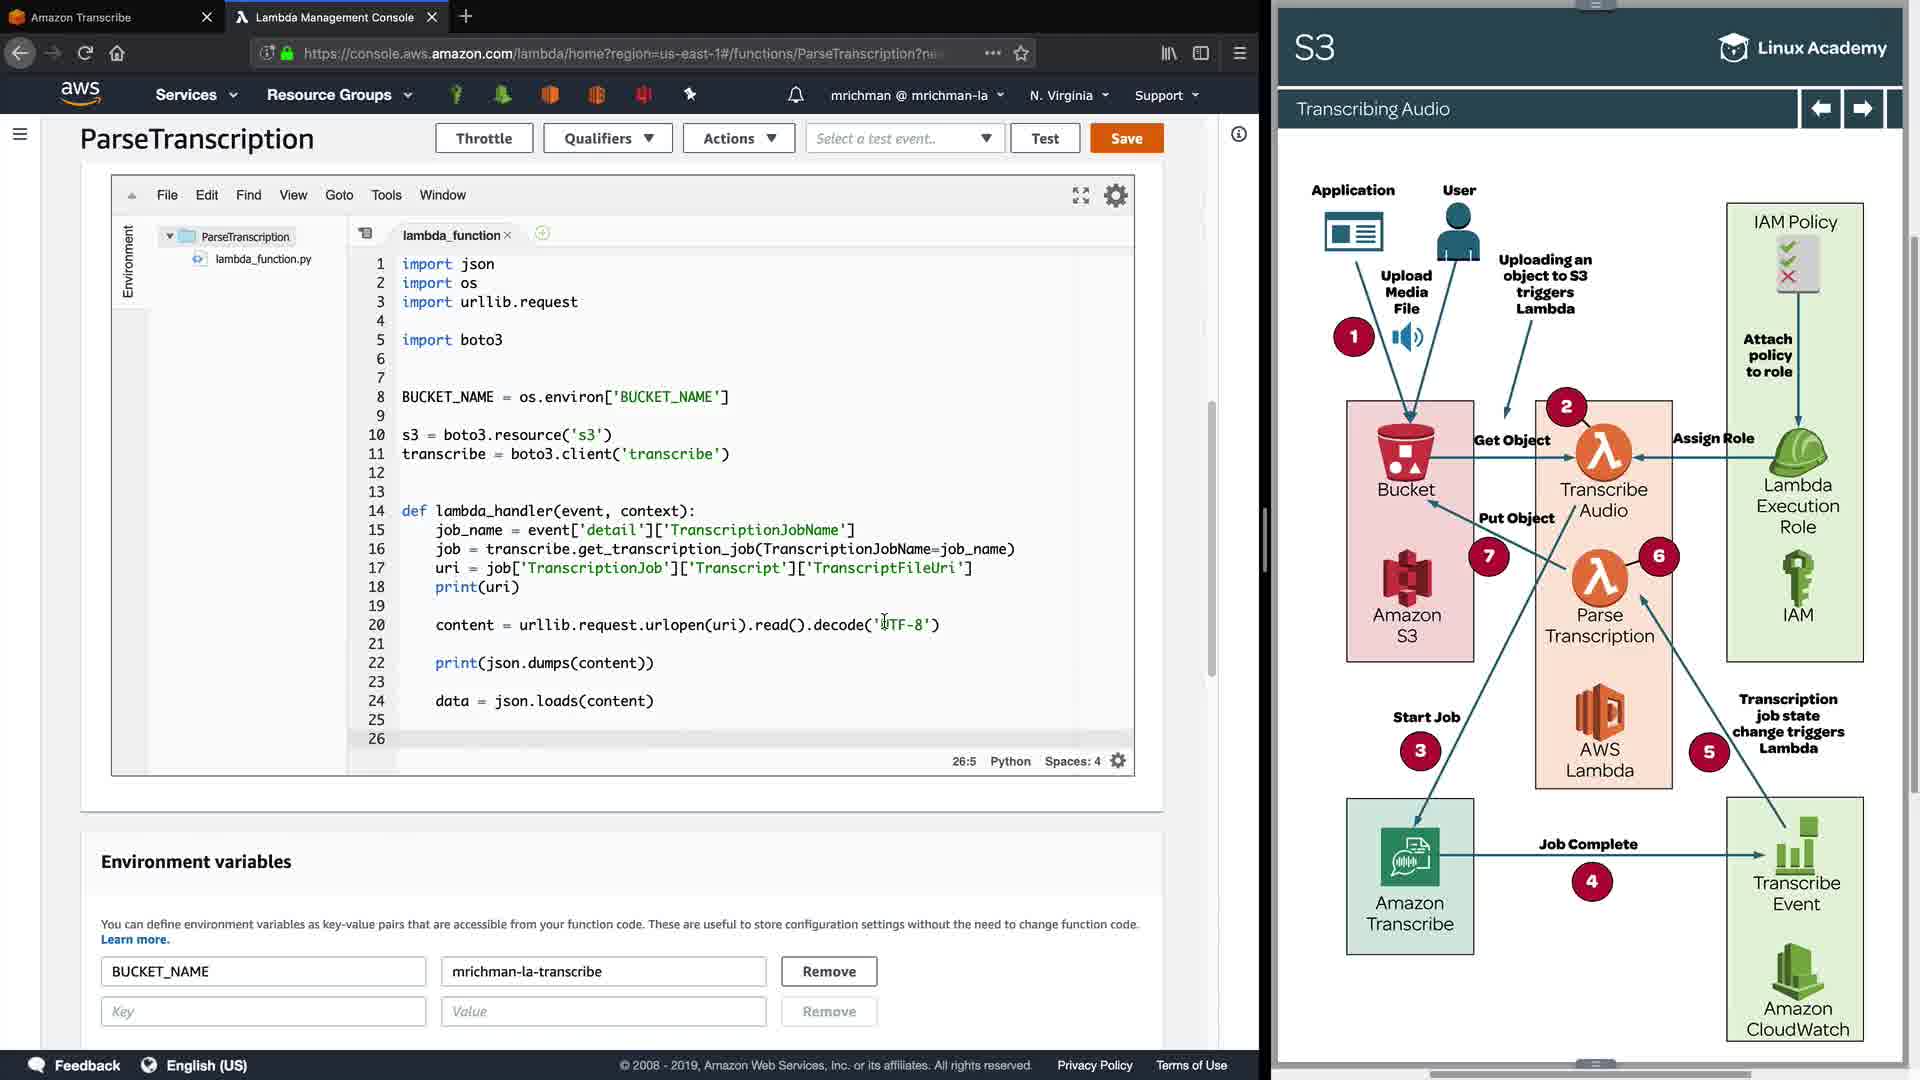 Amazon Transcribe
Lambda Management Console
https://console.aws.amazon.com/lambda/home?region=us-east-1#/functions/ParseTranscription?ne
aws
Services
Resource Groups
mrichman @ mrichman-la
N. Virginia
Support
ParseTranscription
Throttle
Qualifiers
Actions
Select a test event..
Test
Save
File Edit Find View Goto Tools Window
Environment
ParseTranscription
lambda_function.py
lambda_function
1 import json
2 import os
3 import urllib.request
4
5 import boto3
6
7
8 BUCKET_NAME = os.environ['BUCKET_NAME']
9
10 s3 = boto3.resource('s3')
11 transcribe = boto3.client('transcribe')
12
13
14 def lambda_handler(event, context):
15 job_name = event['detail']['TranscriptionJobName']
16 job = transcribe.get_transcription_job(TranscriptionJobName=job_name)
17 uri = job['TranscriptionJob']['Transcript']['TranscriptFileUri']
18 print(uri)
19
20 content = urllib.request.urlopen(uri).read().decode('UTF-8')
21
22 print(json.dumps(content))
23
24 data = json.loads(content)
25
26
26:5 Python Spaces: 4
Environment variables
You can define environment variables as key-value pairs that are accessible from your function code. These are useful to store configuration settings without the need to change function code.
Learn more.
BUCKET_NAME
mrichman-la-transcribe
Remove
Key
Value
Remove
Feedback
English (US)
© 2008 - 2019, Amazon Web Services, Inc. or its affiliates. All rights reserved.
Privacy Policy
Terms of Use
S3
Linux Academy
Transcribing Audio
Application
User
Upload
Media
File
1
Uploading an
object to S3
triggers
Lambda
IAM Policy
Attach
policy
to role
2
Get Object
Assign Role
Bucket
Transcribe
Audio
Lambda
Execution
Role
Put Object
7
6
Amazon
S3
Parse
Transcription
IAM
Start Job
3
AWS
Lambda
Transcription
job state
change triggers
Lambda
5
Job Complete
4
Amazon
Transcribe
Transcribe
Event
Amazon
CloudWatch